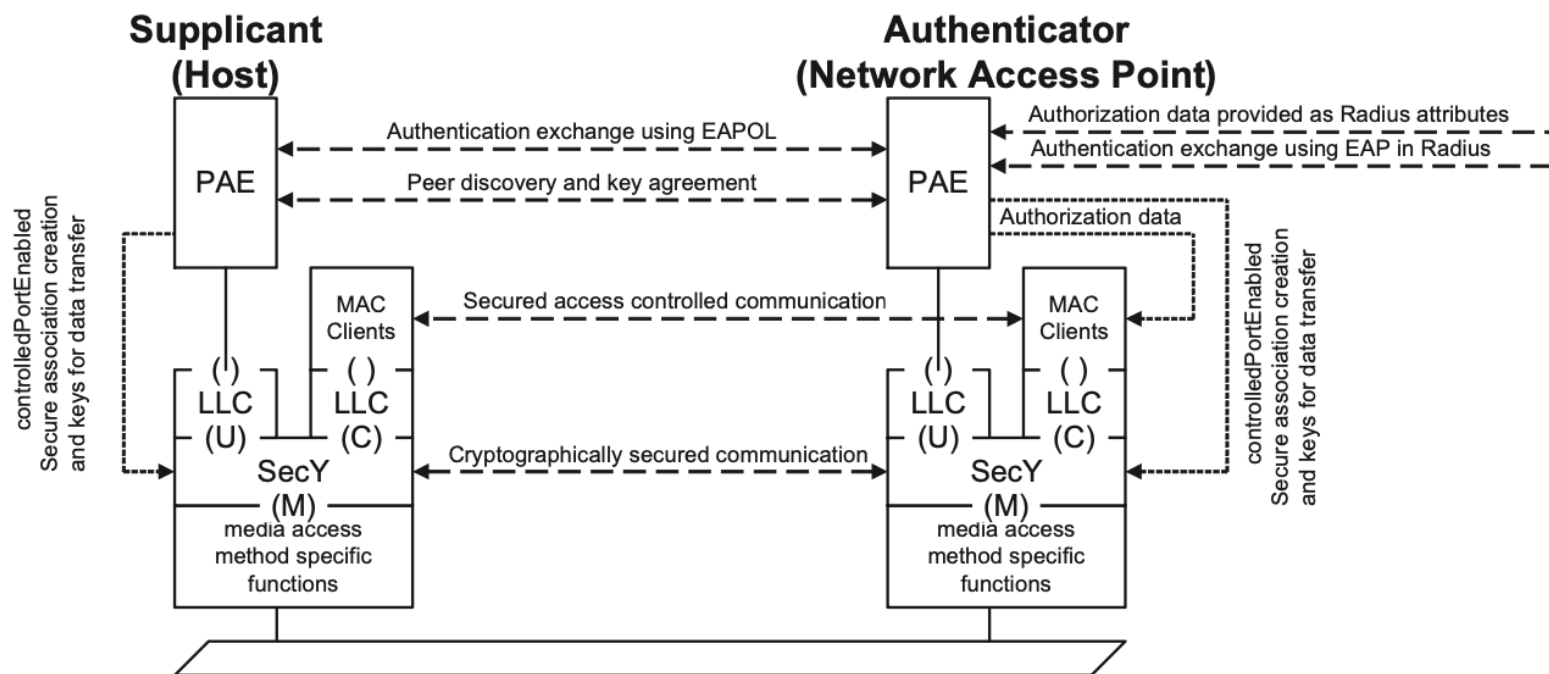 Supplicant
(Host)
Authenticator
(Network Access Point)
PAE
Authentication exchange using EAPOL
Peer discovery and key agreement
PAE
Authorization data provided as Radius attributes
Authentication exchange using EAP in Radius
Authorization data
controlledPortEnabled
Secure association creation
and keys for data transfer
MAC
Clients
Secured access controlled communication
MAC
Clients
controlledPortEnabled
Secure association creation
and keys for data transfer
( ) ( )
LLC LLC
(U) (C)
SecY
(M)
media access
method specific
functions
Cryptographically secured communication
( ) ( )
LLC LLC
(U) (C)
SecY
(M)
media access
method specific
functions